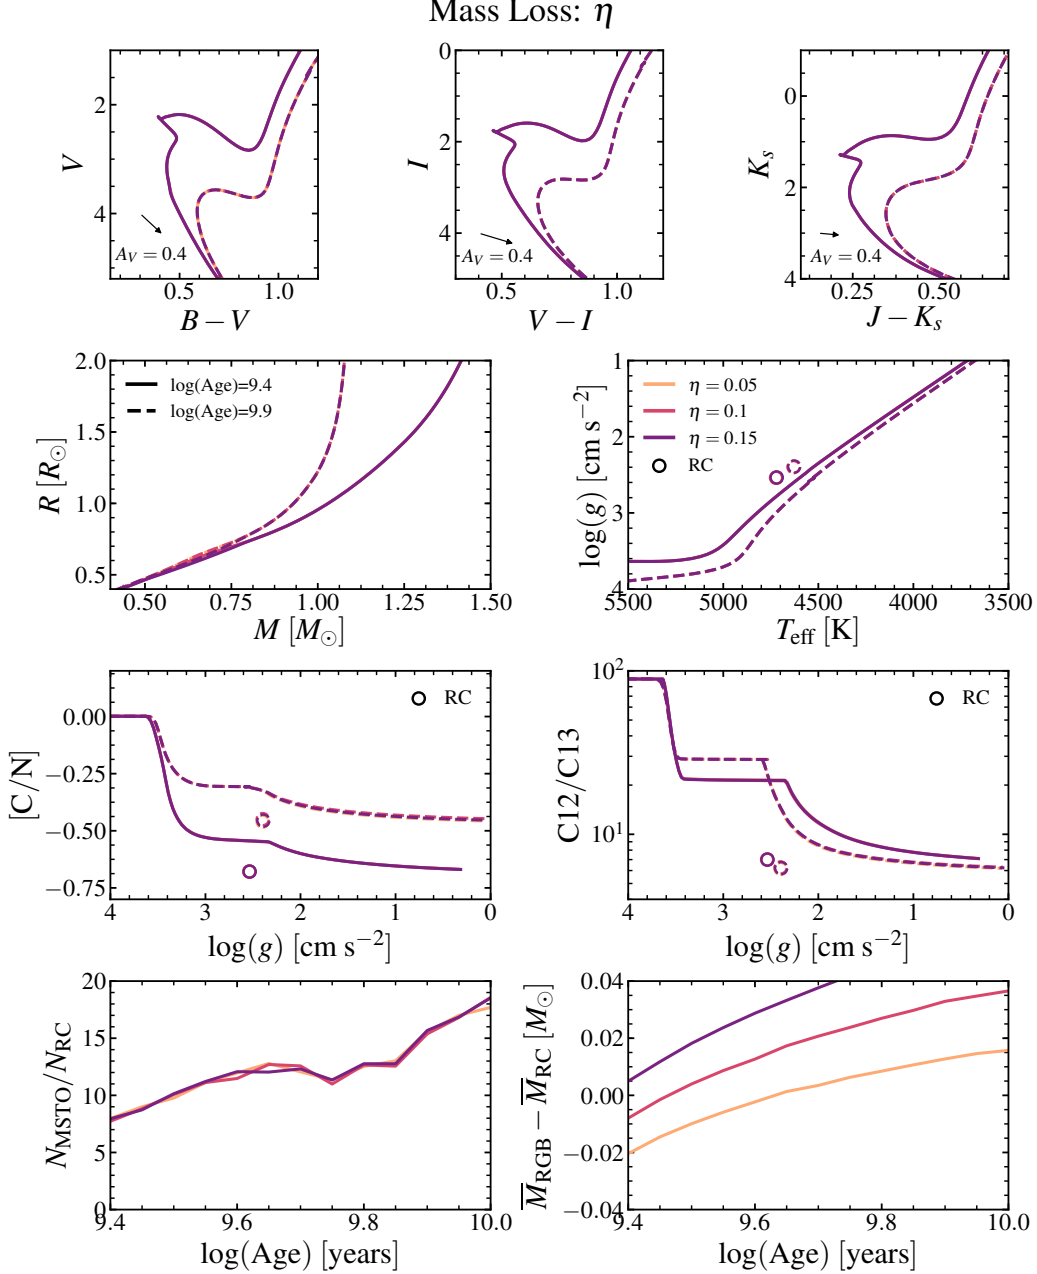 Mass Loss: η
2
4
V
0.5
1.0
B − V
A_V = 0.4
0
2
4
I
0.5
1.0
V − I
A_V = 0.4
0
2
4
K_s
0.25
0.50
J − K_s
A_V = 0.4
2.0
1.5
1.0
0.5
R [R_⊙]
log(Age)=9.4
log(Age)=9.9
0.50
0.75
1.00
1.25
1.50
M [M_⊙]
1
2
3
4
log(g) [cm s⁻²]
η = 0.05
η = 0.1
η = 0.15
RC
5500
5000
4500
4000
3500
T_eff [K]
0.00
−0.25
−0.50
−0.75
[C/N]
RC
4
3
2
1
0
log(g) [cm s⁻²]
10²
10¹
C12/C13
RC
4
3
2
1
0
log(g) [cm s⁻²]
20
15
10
5
0
N_MSTO/N_RC
9.4
9.6
9.8
10.0
log(Age) [years]
0.04
0.02
0.00
−0.02
−0.04
M̅_RGB − M̅_RC [M_⊙]
9.4
9.6
9.8
10.0
log(Age) [years]